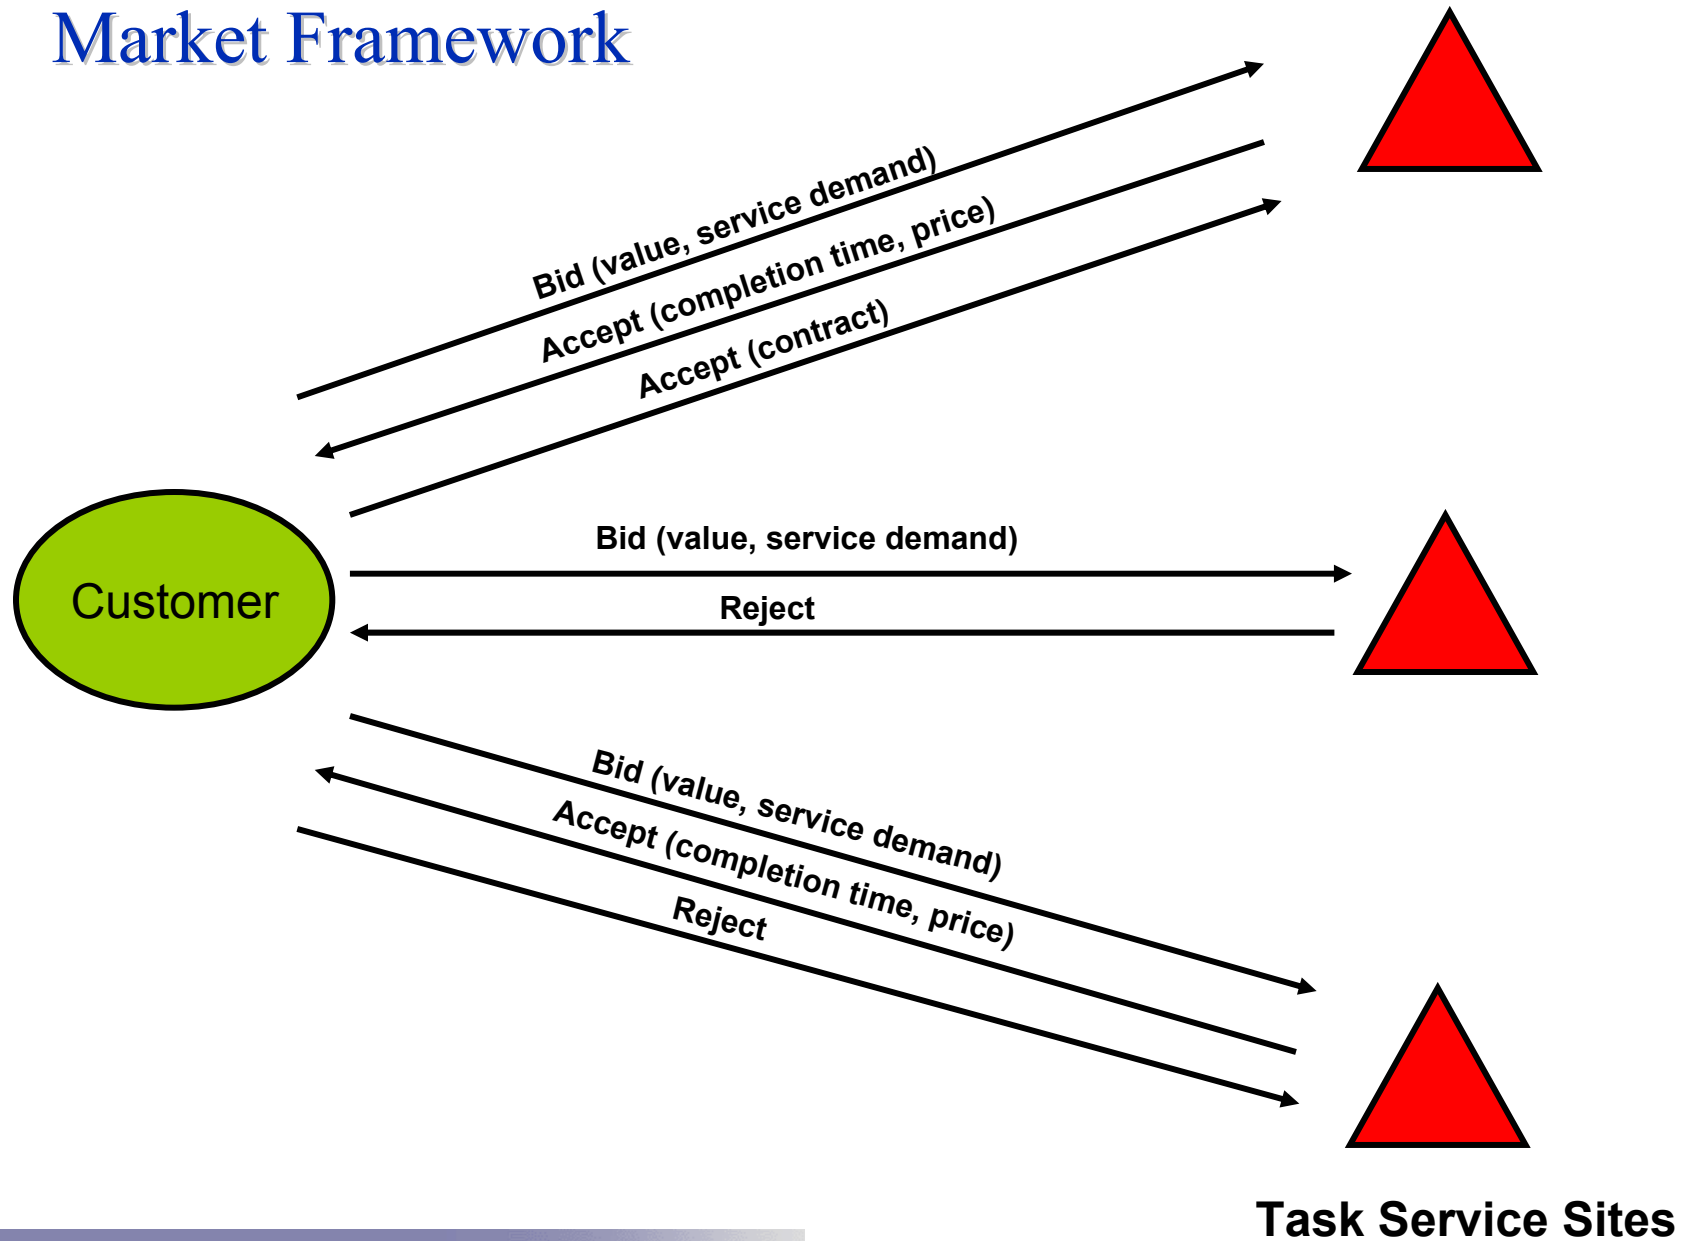 Market Framework
Bid (value, service demand)
Accept (completion time, price)
Accept (contract)
Bid (value, service demand)
Customer
Reject
Bid (value, service demand)
Accept (completion time, price)
Reject
Task Service Sites